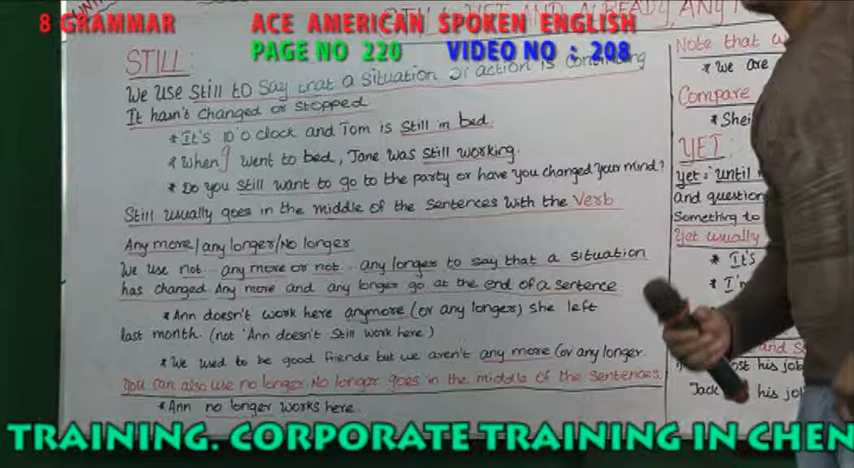 8 GRAMMAR
ACE AMERICAN SPOKEN ENGLISH
PAGE NO 220
VIDEO NO : 208
STILL, YET AND ALREADY ANY
STILL:
We use still to say that a situation or action is continuing
It hasn't changed or stopped
* It's 10'o clock and Tom is still in bed.
* When I went to bed, Jane was still working.
* Do you still want to go to the party or have you changed your mind?
Still usually goes in the middle of the sentences with the verb
Any more/any longer/No longer
We use not.. any more or not.. any longer to say that a situation
has changed Any more and any longer go at the end of a sentence
* Ann doesn't work here anymore (or any longer) she left
last month. (not 'Ann doesn't still work here')
* We used to be good friends but we aren't any more (or any longer.
You can also use no longer. No longer goes in the middle of the sentences.
* Ann no longer works here.
Note that
* We are
Compare
* Shei
YET:
yet = until
and question
something to
Yet usually
* It's
* I'm
and
ost his job
Jack his jo
TRAINING. CORPORATE TRAINING IN CHEN